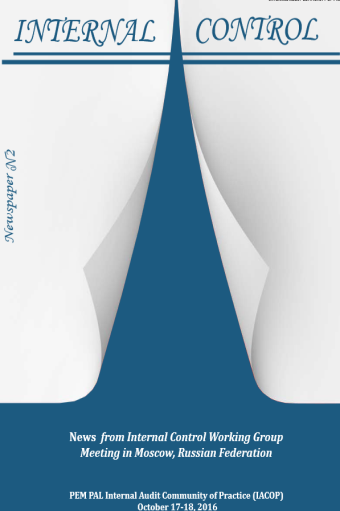 INTERNAL CONTROL
Newspaper N2
News from Internal Control Working Group
Meeting in Moscow, Russian Federation
PEM PAL Internal Audit Community of Practice (IACOP)
October 17-18, 2016